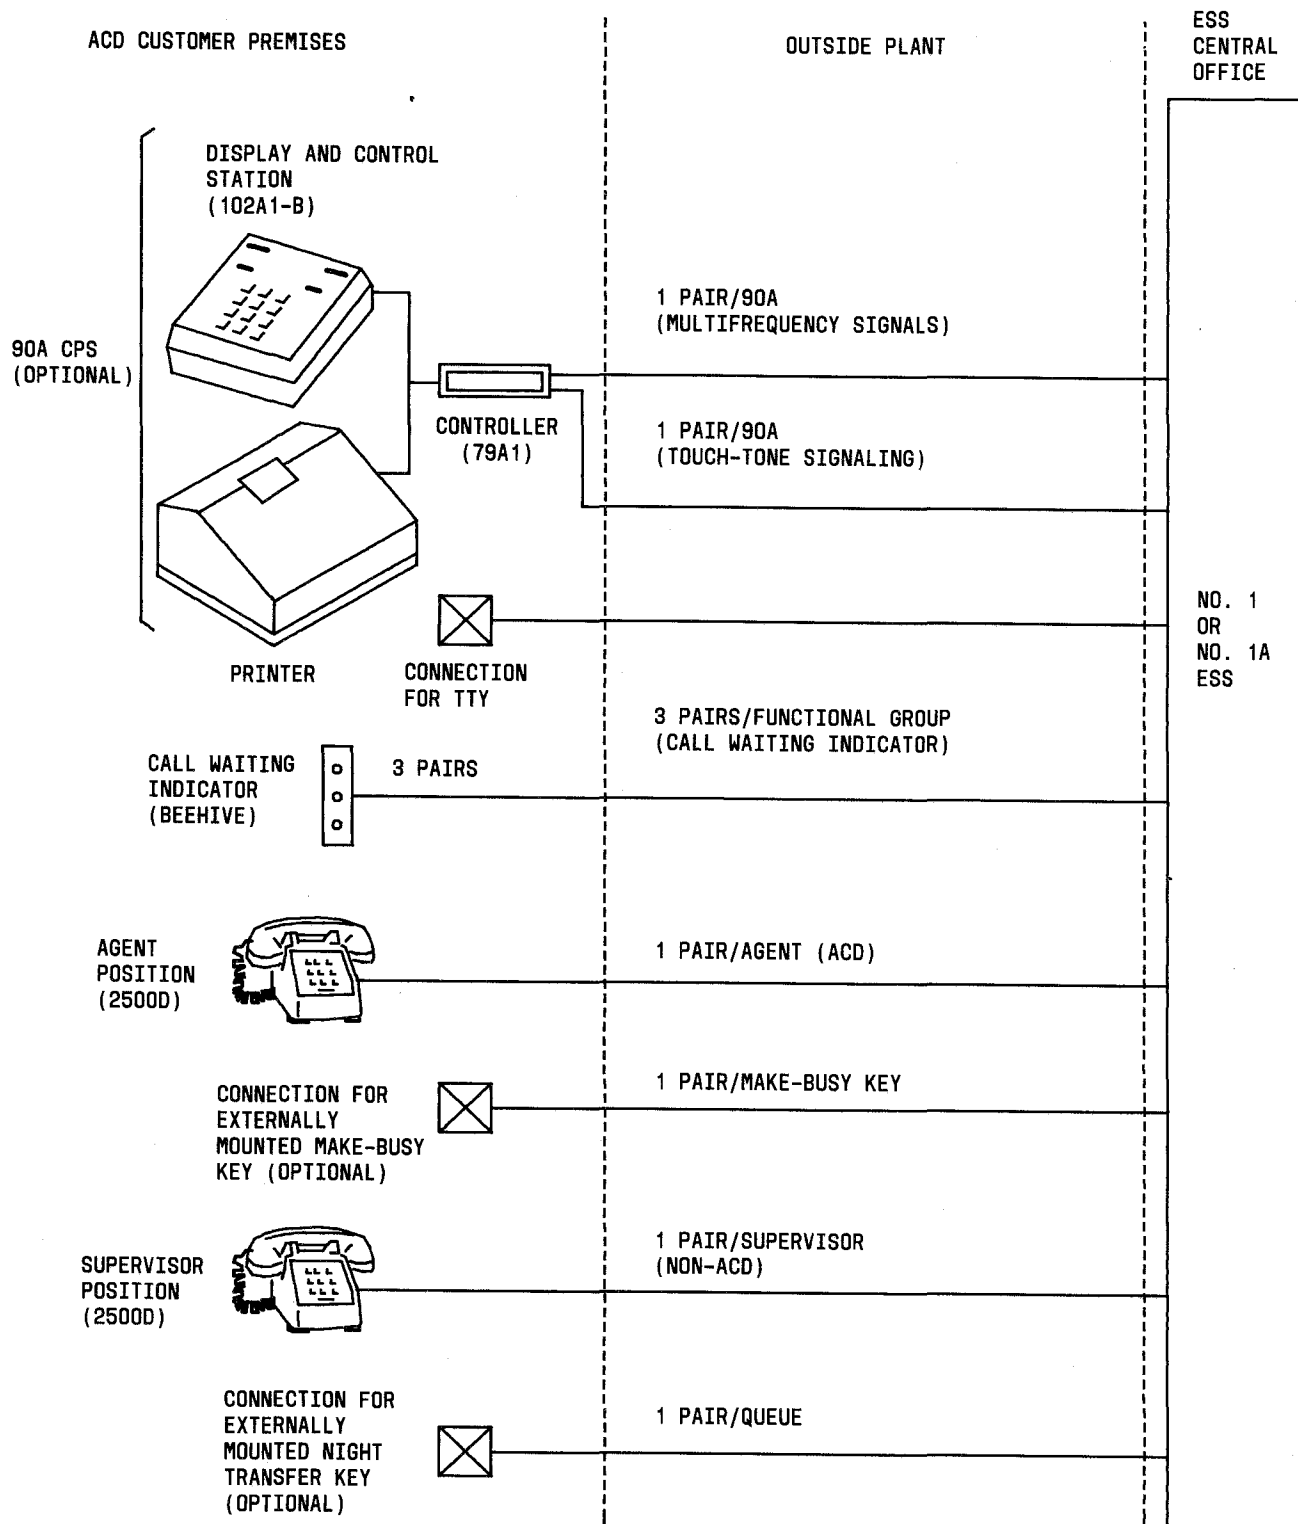 ACD CUSTOMER PREMISES
OUTSIDE PLANT
ESS
CENTRAL
OFFICE
DISPLAY AND CONTROL
STATION
(102A1-B)
90A CPS
(OPTIONAL)
1 PAIR/90A
(MULTIFREQUENCY SIGNALS)
CONTROLLER
(79A1)
1 PAIR/90A
(TOUCH-TONE SIGNALING)
PRINTER
CONNECTION
FOR TTY
NO. 1
OR
NO. 1A
ESS
3 PAIRS/FUNCTIONAL GROUP
(CALL WAITING INDICATOR)
CALL WAITING
INDICATOR
(BEEHIVE)
3 PAIRS
AGENT
POSITION
(2500D)
1 PAIR/AGENT (ACD)
CONNECTION FOR
EXTERNALLY
MOUNTED MAKE-BUSY
KEY (OPTIONAL)
1 PAIR/MAKE-BUSY KEY
SUPERVISOR
POSITION
(2500D)
1 PAIR/SUPERVISOR
(NON-ACD)
CONNECTION FOR
EXTERNALLY
MOUNTED NIGHT
TRANSFER KEY
(OPTIONAL)
1 PAIR/QUEUE